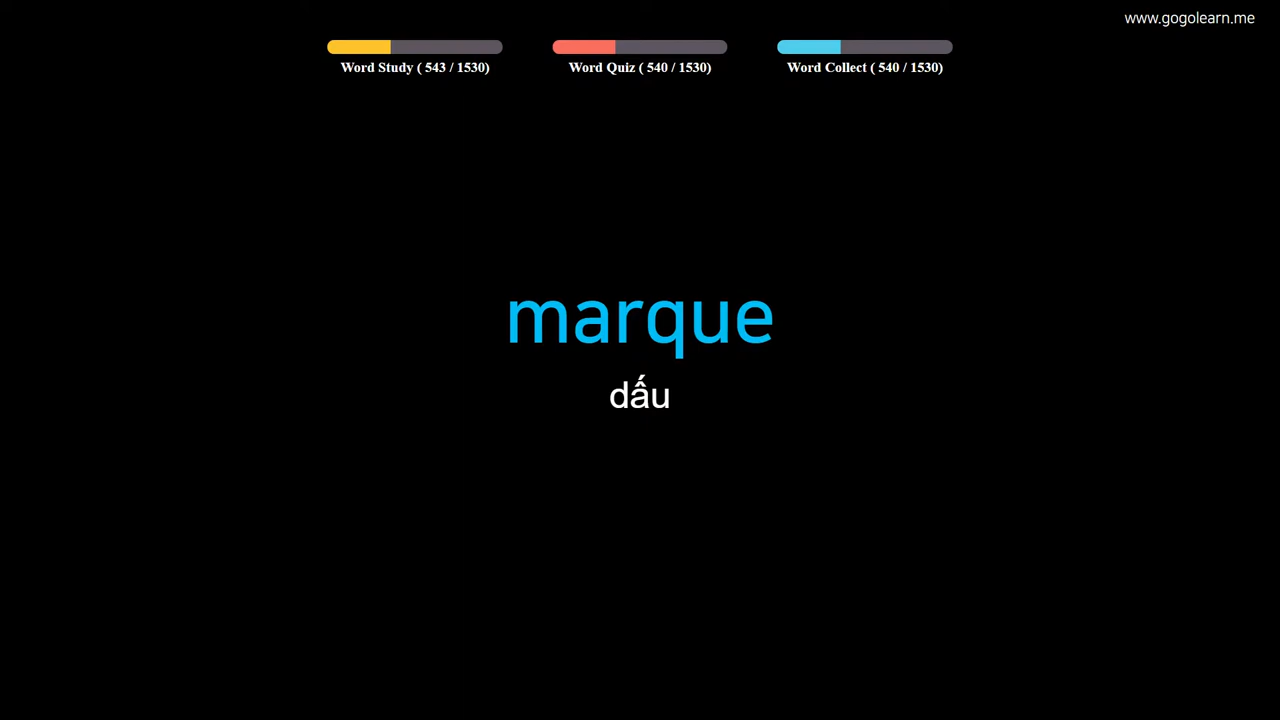 www.gogolearn.me
Word Study ( 543 / 1530)
Word Quiz ( 540 / 1530)
Word Collect ( 540 / 1530)
marque
dấu